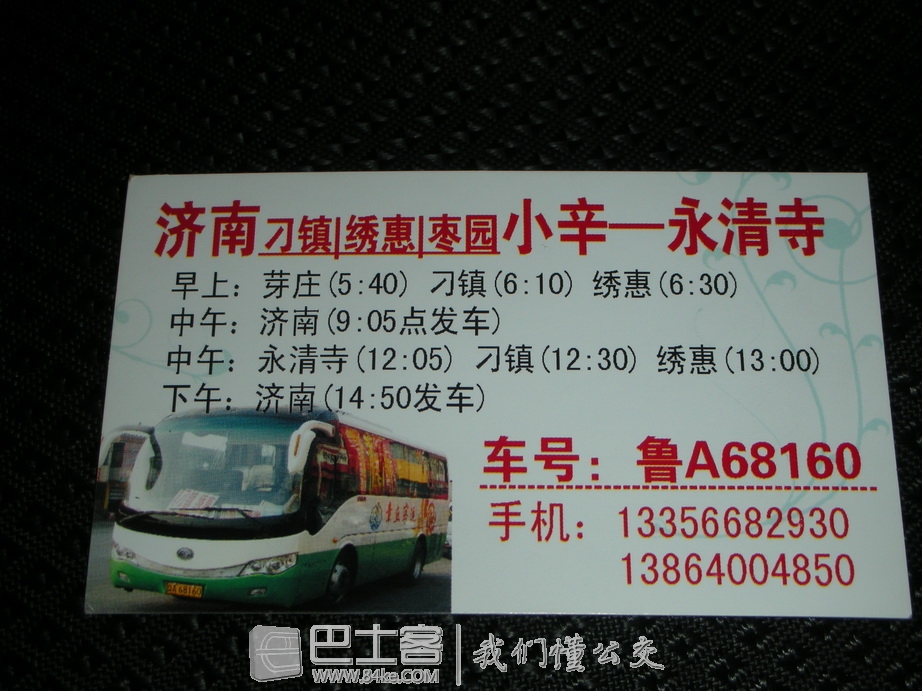 济南刁镇|绣惠|枣园小辛—永清寺
早上：芽庄(5:40) 刁镇(6:10) 绣惠(6:30)
中午：济南(9:05点发车)
中午：永清寺(12:05) 刁镇(12:30) 绣惠(13:00)
下午：济南(14:50发车)
车号：鲁A68160
手机：13356682930
13864004850
巴士客
www.84ke.com
我们懂公交